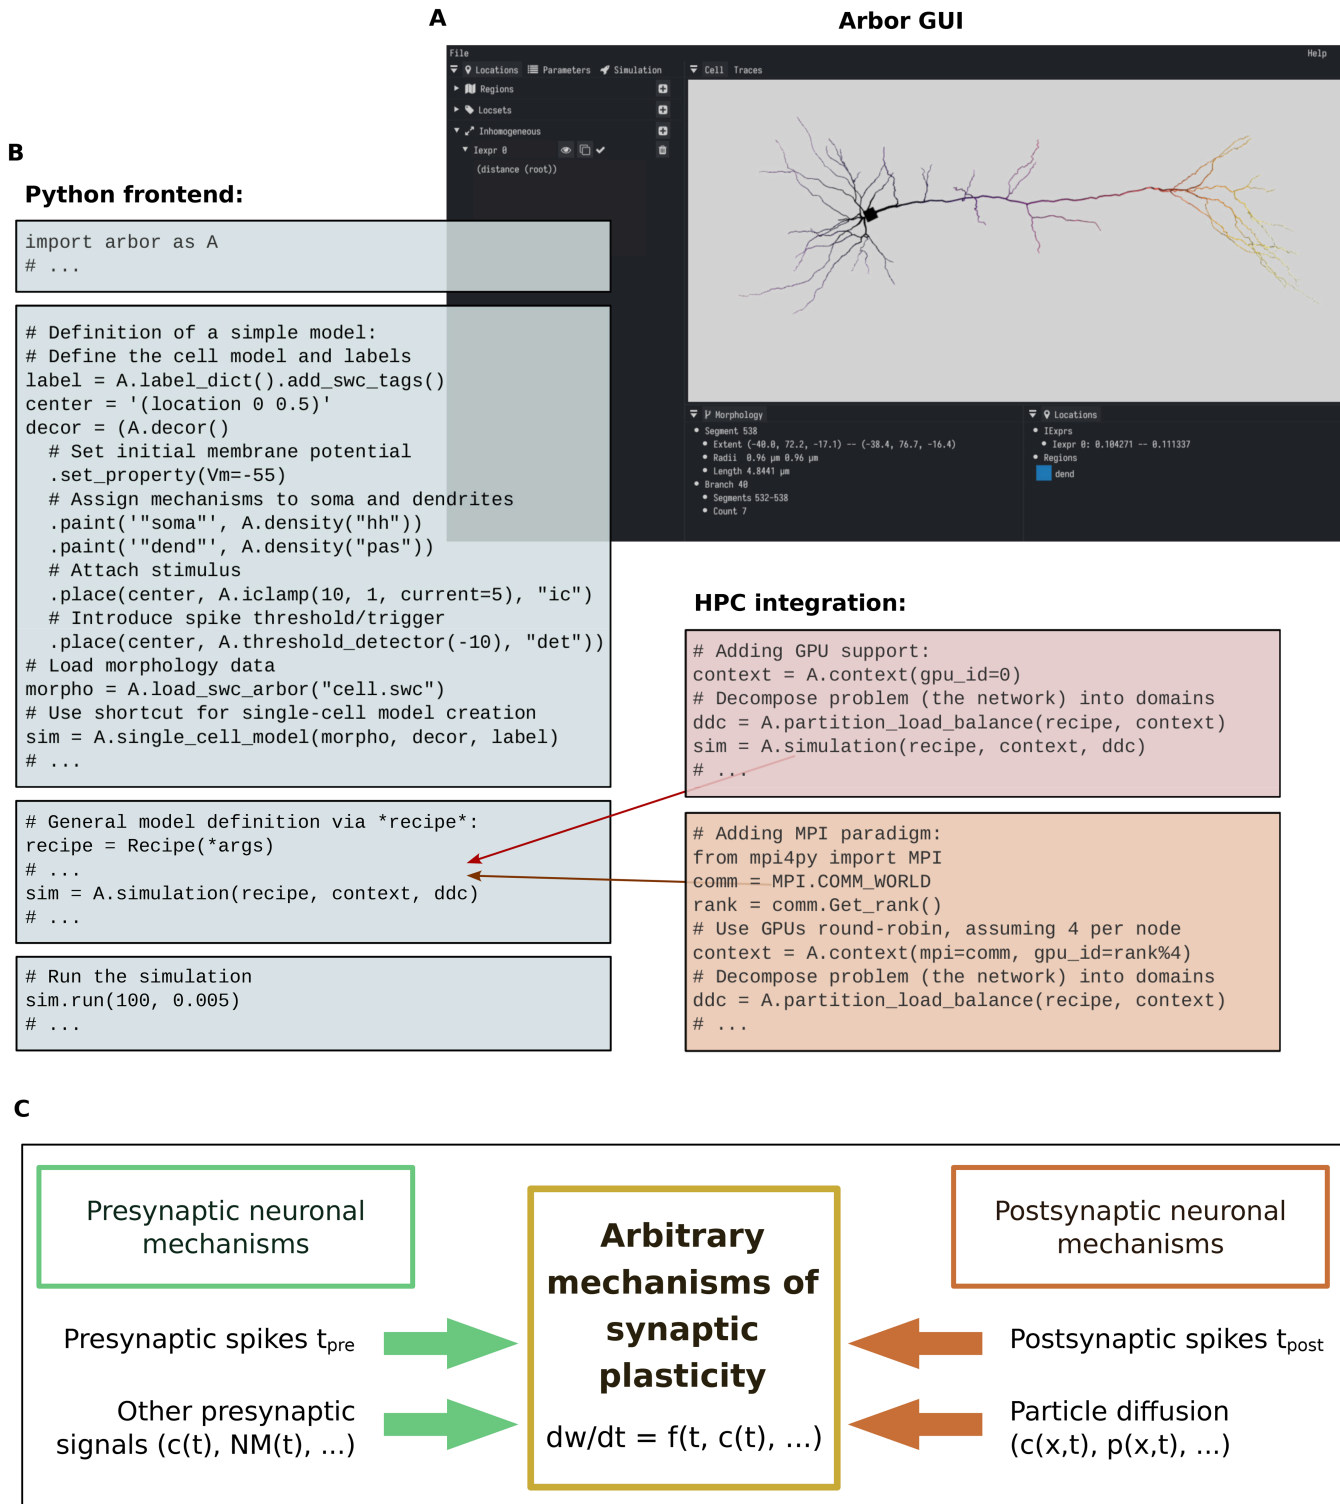 A
Arbor GUI
File
Help
Locations Parameters Simulation
Cell Traces
Regions
Locsets
Inhomogeneous
Iexpr 0
(distance (root))
Morphology
Segment 538
Extent (-40.0, 72.2, -17.1) -- (-38.4, 76.7, -16.4)
Radii 0.96 µm 0.96 µm
Length 4.8441 µm
Branch 40
Segments 532-538
Count 7
Locations
IExprs
Iexpr 0: 0.104271 -- 0.111337
Regions
dend
B
Python frontend:
import arbor as A
# ...
# Definition of a simple model:
# Define the cell model and labels
label = A.label_dict().add_swc_tags()
center = '(location 0 0.5)'
decor = (A.decor()
  # Set initial membrane potential
  .set_property(Vm=-55)
  # Assign mechanisms to soma and dendrites
  .paint('"soma"', A.density("hh"))
  .paint('"dend"', A.density("pas"))
  # Attach stimulus
  .place(center, A.iclamp(10, 1, current=5), "ic")
  # Introduce spike threshold/trigger
  .place(center, A.threshold_detector(-10), "det"))
# Load morphology data
morpho = A.load_swc_arbor("cell.swc")
# Use shortcut for single-cell model creation
sim = A.single_cell_model(morpho, decor, label)
# ...
# General model definition via *recipe*:
recipe = Recipe(*args)
# ...
sim = A.simulation(recipe, context, ddc)
# ...
# Run the simulation
sim.run(100, 0.005)
# ...
HPC integration:
# Adding GPU support:
context = A.context(gpu_id=0)
# Decompose problem (the network) into domains
ddc = A.partition_load_balance(recipe, context)
sim = A.simulation(recipe, context, ddc)
# ...
# Adding MPI paradigm:
from mpi4py import MPI
comm = MPI.COMM_WORLD
rank = comm.Get_rank()
# Use GPUs round-robin, assuming 4 per node
context = A.context(mpi=comm, gpu_id=rank%4)
# Decompose problem (the network) into domains
ddc = A.partition_load_balance(recipe, context)
# ...
C
Presynaptic neuronal
mechanisms
Presynaptic spikes tpre
Other presynaptic
signals (c(t), NM(t), ...)
Arbitrary
mechanisms of
synaptic
plasticity
dw/dt = f(t, c(t), ...)
Postsynaptic neuronal
mechanisms
Postsynaptic spikes tpost
Particle diffusion
(c(x,t), p(x,t), ...)